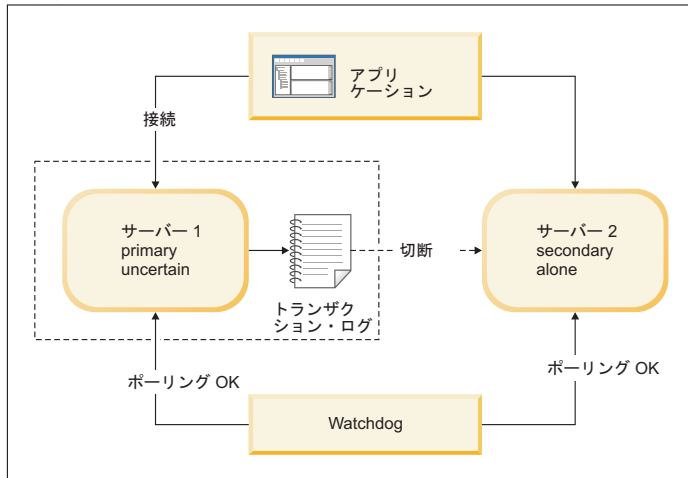 アプリ
ケーション
接続
サーバー 1
primary
uncertain
切断
サーバー 2
secondary
alone
トランザク
ション・ログ
ポーリング OK
ポーリング OK
Watchdog